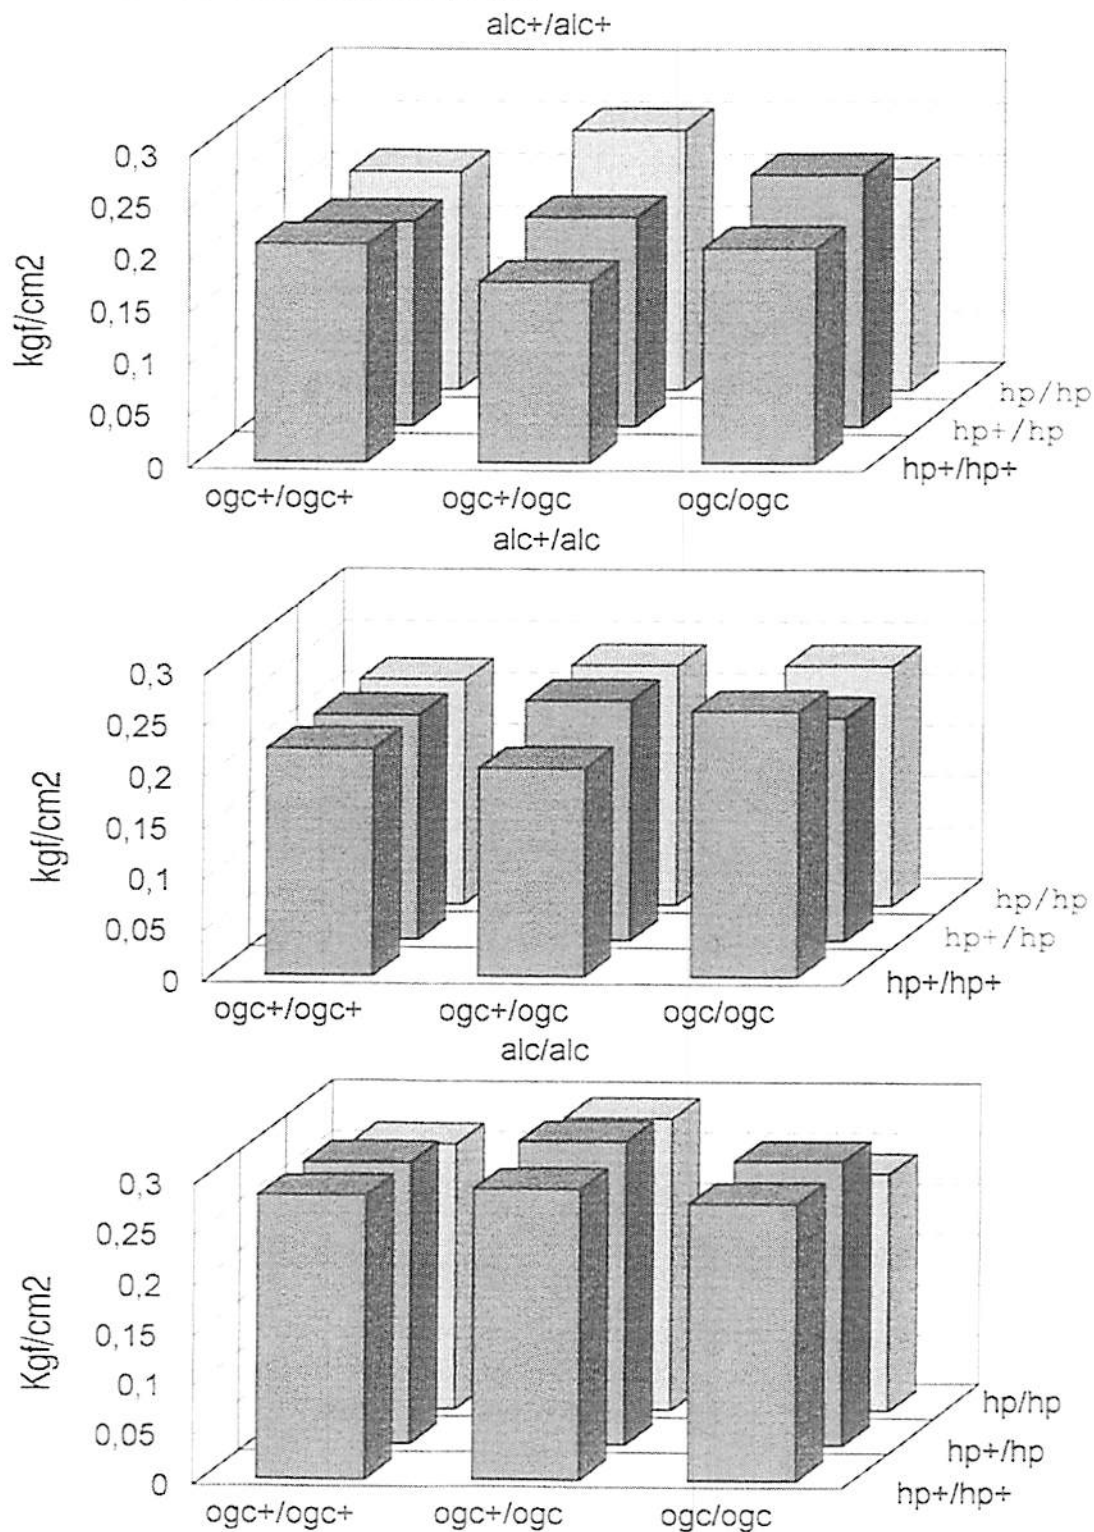 alc+/alc+
0,3
0,25
0,2
0,15
0,1
0,05
0
kgf/cm2
hp/hp
hp+/hp
hp+/hp+
ogc+/ogc+ ogc+/ogc ogc/ogc
alc+/alc
0,3
0,25
0,2
0,15
0,1
0,05
0
kgf/cm2
hp/hp
hp+/hp
hp+/hp+
ogc+/ogc+ ogc+/ogc ogc/ogc
alc/alc
0,3
0,25
0,2
0,15
0,1
0,05
0
Kgf/cm2
hp/hp
hp+/hp
hp+/hp+
ogc+/ogc+ ogc+/ogc ogc/ogc